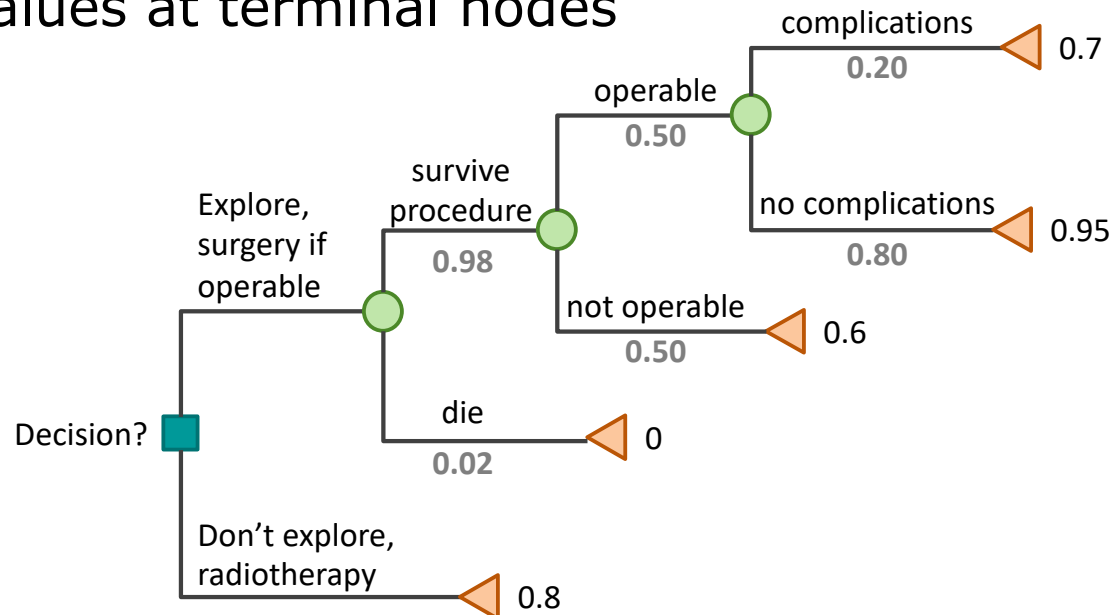 alues at terminal nodes
complications
0.20
0.7
operable
0.50
survive
procedure
0.98
no complications
0.80
0.95
Explore,
surgery if
operable
not operable
0.50
0.6
die
0.02
0
Decision?
Don’t explore,
radiotherapy
0.8